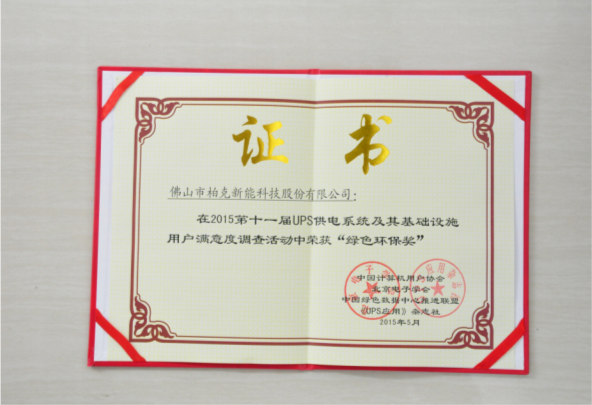 证书
佛山市柏克新能科技股份有限公司：
在2015第十一届UPS供电系统及其基础设施
用户满意度调查活动中荣获“绿色环保奖”
中国计算机用户协会
北京电子学会
中国绿色数据中心推进联盟
《UPS应用》杂志社
2015年5月